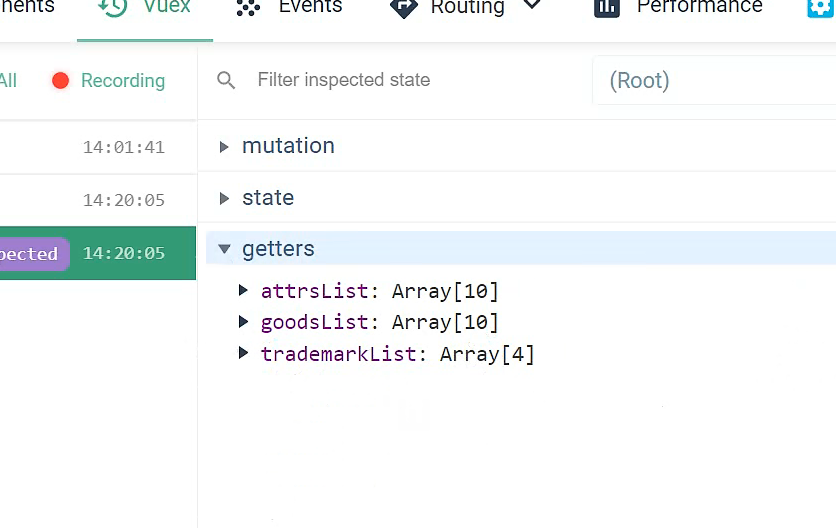 nents Vuex Events Routing Performance
All Recording Filter inspected state (Root)
14:01:41 mutation
14:20:05 state
pected 14:20:05 getters
attrsList: Array[10]
goodsList: Array[10]
trademarkList: Array[4]